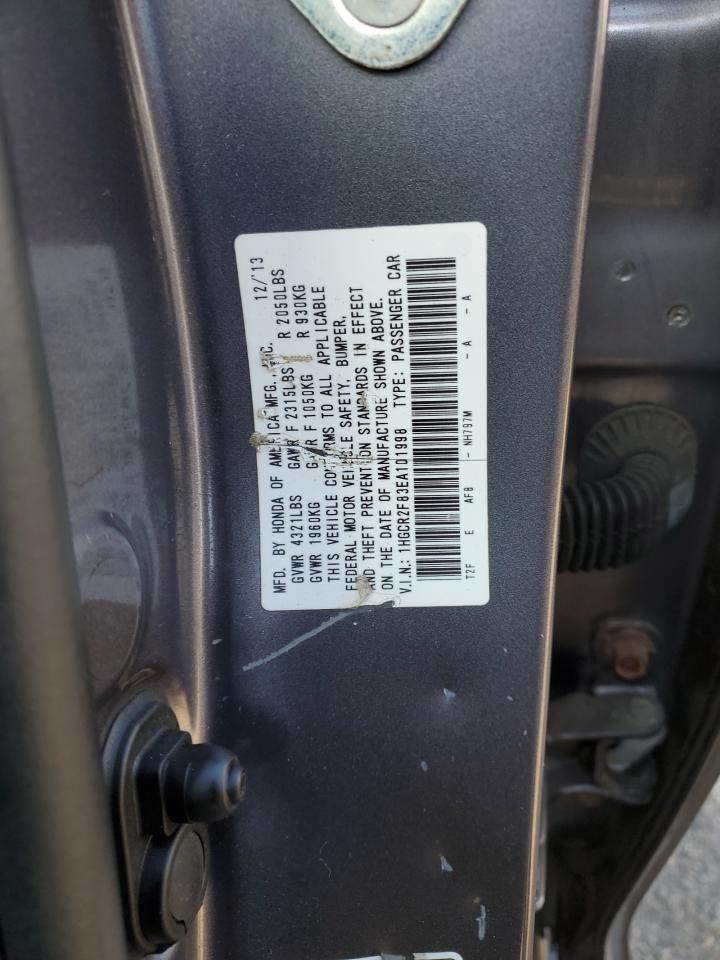 MFD. BY HONDA OF AMERICA MFG., INC. 12/'13
GVWR 4321LBS GAWR F 2315LBS R 2050LBS
GVWR 1960KG GAWR F 1050KG R 930KG
THIS VEHICLE CONFORMS TO ALL APPLICABLE
FEDERAL MOTOR VEHICLE SAFETY, BUMPER,
AND THEFT PREVENTION STANDARDS IN EFFECT
ON THE DATE OF MANUFACTURE SHOWN ABOVE.
V.I.N.: 1HGCR2F83EA101998 TYPE: PASSENGER CAR
T2F E AF8 - NH797M - A - A